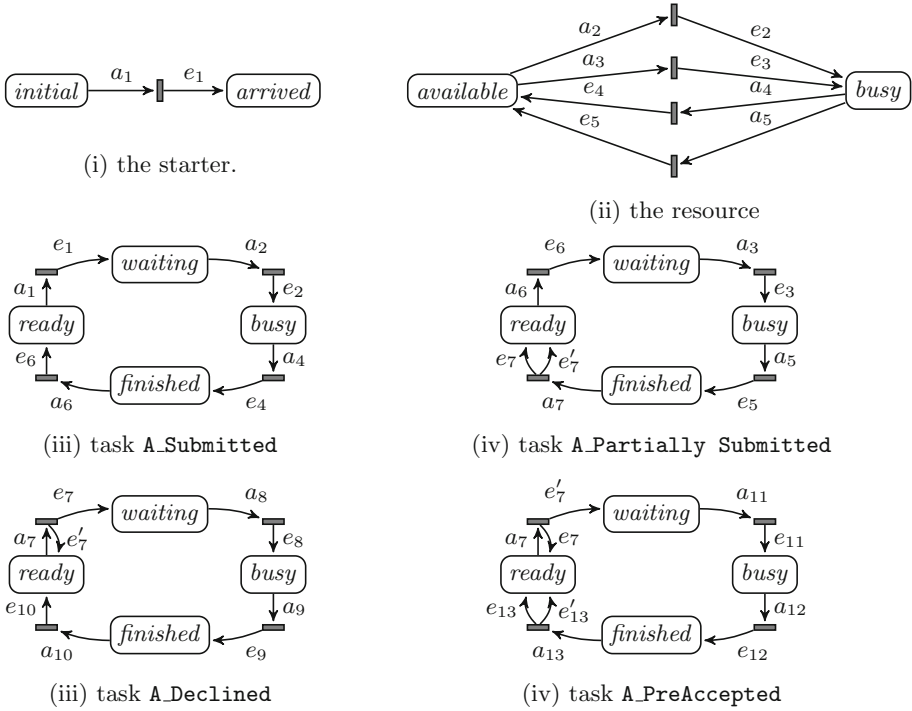 initial a₁ e₁ arrived
(i) the starter.
available a₂ e₂ a₃ e₃ e₄ a₄ e₅ a₅ busy
(ii) the resource
e₁ waiting a₂
a₁ e₂
ready busy
e₆ a₄
a₆ finished e₄
(iii) task A_Submitted
e₆ waiting a₃
a₆ e₃
ready busy
e₇ e′₇ a₅
a₇ finished e₅
(iv) task A_Partially Submitted
e₇ waiting a₈
a₇ e′₇ e₈
ready busy
e₁₀ a₉
a₁₀ finished e₉
(iii) task A_Declined
e′₇ waiting a₁₁
a₇ e₇ e₁₁
ready busy
e₁₃ e′₁₃ a₁₂
a₁₃ finished e₁₂
(iv) task A_PreAccepted